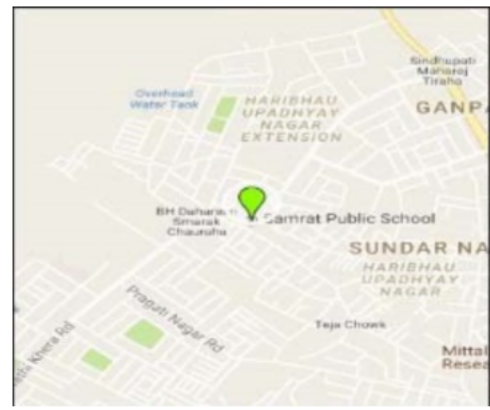 Sindhupati
Maharaj
Tiraha
Overhead
Water Tank
HARIBHAU
UPADHYAY
NAGAR
EXTENSION
GANPA
BH Dahara
Smarak
Chauraha
Samrat Public School
SUNDAR NA
HARIBHAU
UPADHYAY
NAGAR
Pragati Nagar Rd
Teja Chowk
Khera Rd
Mittal
Resea